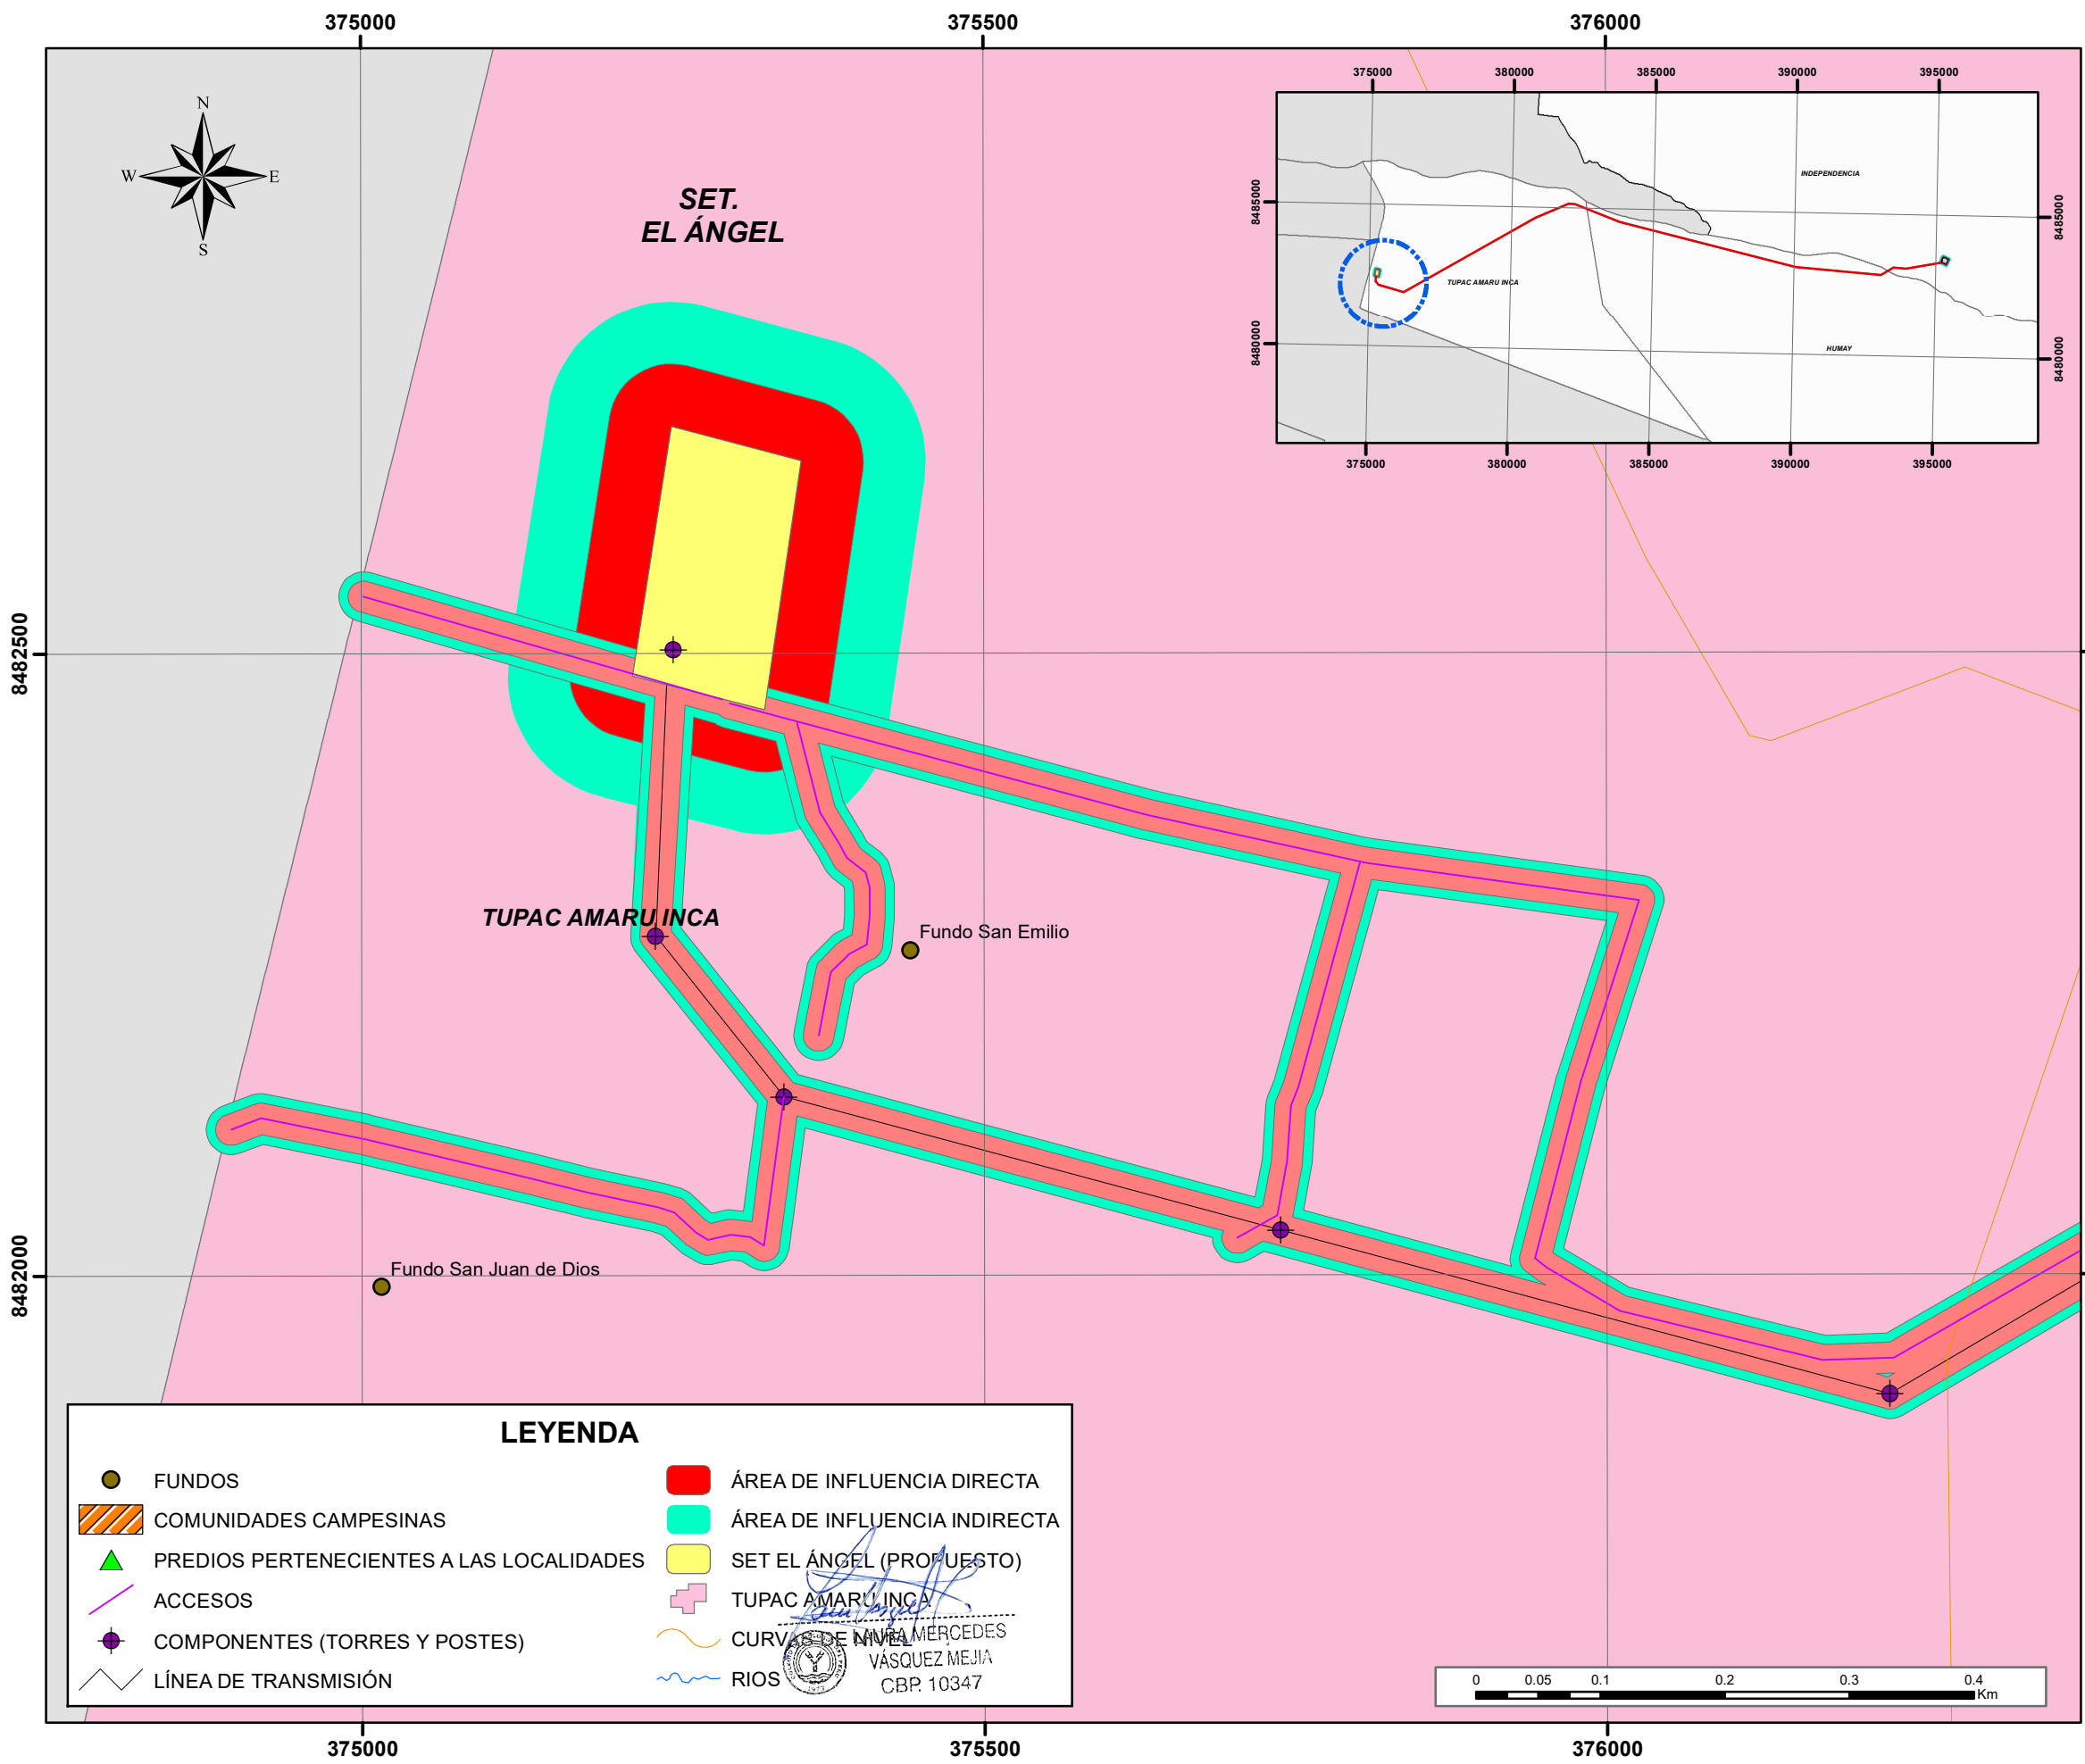 375000
375500
376000
N
W
E
S
SET.
EL ÁNGEL
375000
380000
385000
390000
395000
8485000
8480000
INDEPENDENCIA
TUPAC AMARU INCA
HUMAY
8485000
8480000
375000
380000
385000
390000
395000
8482500
TUPAC AMARU INCA
Fundo San Emilio
8482000
Fundo San Juan de Dios
LEYENDA
FUNDOS
COMUNIDADES CAMPESINAS
PREDIOS PERTENECIENTES A LAS LOCALIDADES
ACCESOS
COMPONENTES (TORRES Y POSTES)
LÍNEA DE TRANSMISIÓN
ÁREA DE INFLUENCIA DIRECTA
ÁREA DE INFLUENCIA INDIRECTA
SET EL ÁNGEL (PROPUESTO)
TUPAC AMARU INCA
CURVAS DE NIVEL
RIOS
LAURA MERCEDES
VÁSQUEZ MEJIA
CBP. 10347
0
0.05
0.1
0.2
0.3
0.4
Km
375000
375500
376000